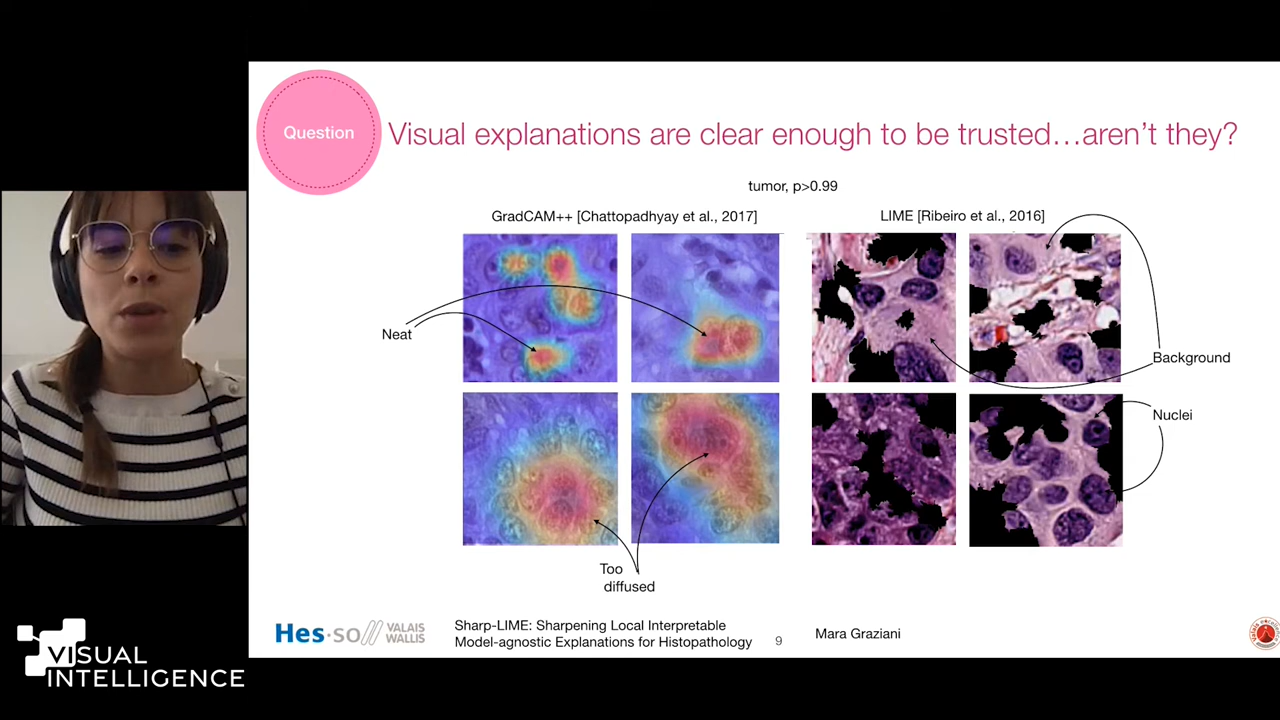 Question
Visual explanations are clear enough to be trusted…aren't they?
tumor, p>0.99
GradCAM++ [Chattopadhyay et al., 2017]
LIME [Ribeiro et al., 2016]
Neat
Background
Nuclei
Too
diffused
Hes·so// VALAIS
WALLIS
Sharp-LIME: Sharpening Local Interpretable
Model-agnostic Explanations for Histopathology
9
Mara Graziani
VISUAL
INTELLIGENCE